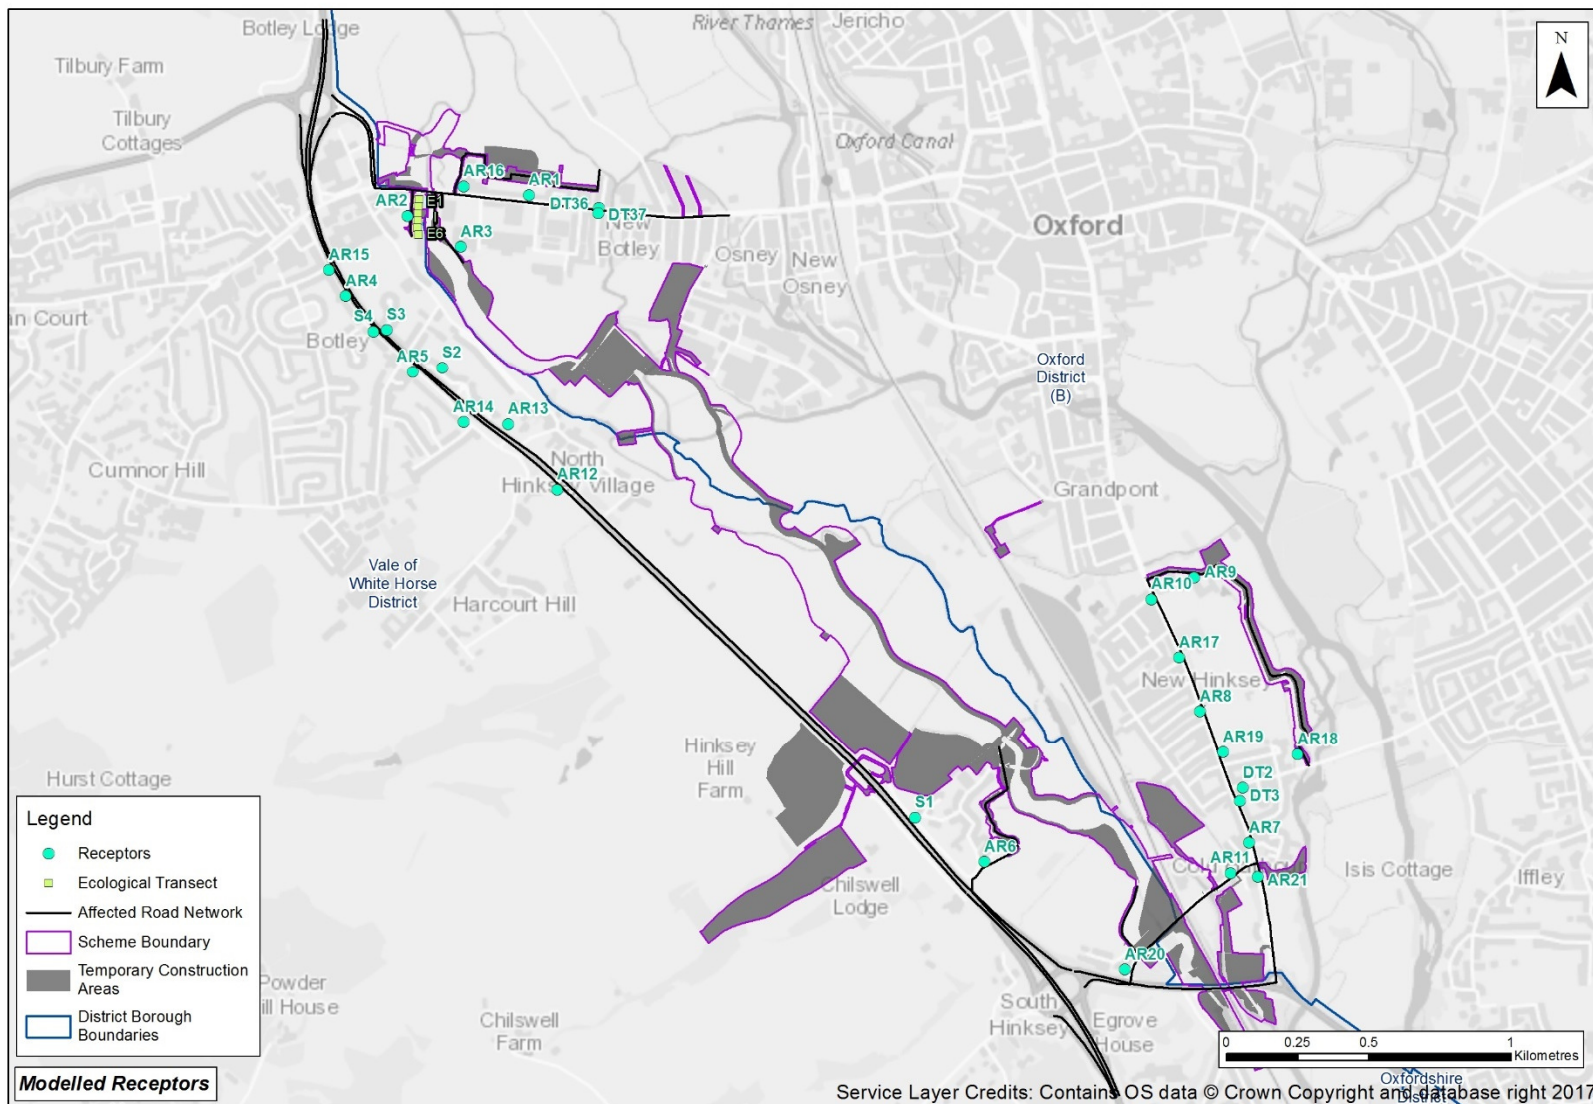 River Thames
Jericho
Botley Lodge
Tilbury Farm
N
Tilbury
Cottages
Oxford Canal
AR16
AR1
E1
AR2
DT36
DT37
New
Botley
Oxford
E6
AR3
Osney
New
Osney
AR15
AR4
an Court
S4
S3
Botley
AR5
S2
Oxford
District
(B)
AR14
AR13
Cumnor Hill
North
Hinksey Village
AR12
Grandpont
Vale of
White Horse
District
Harcourt Hill
AR10
AR9
AR17
New Hinksey
AR8
Hinksey
Hill
Farm
AR19
AR18
Hurst Cottage
DT2
DT3
S1
AR7
AR6
AR11
AR21
Isis Cottage
Iffley
Chilswell
Lodge
AR20
Powder
ill House
South
Hinksey
Egrove
House
Chilswell
Farm
Legend
Receptors
Ecological Transect
Affected Road Network
Scheme Boundary
Temporary Construction
Areas
District Borough
Boundaries
0 0.25 0.5 1
Kilometres
Modelled Receptors
Oxfordshire
District
Service Layer Credits: Contains OS data © Crown Copyright and database right 2017